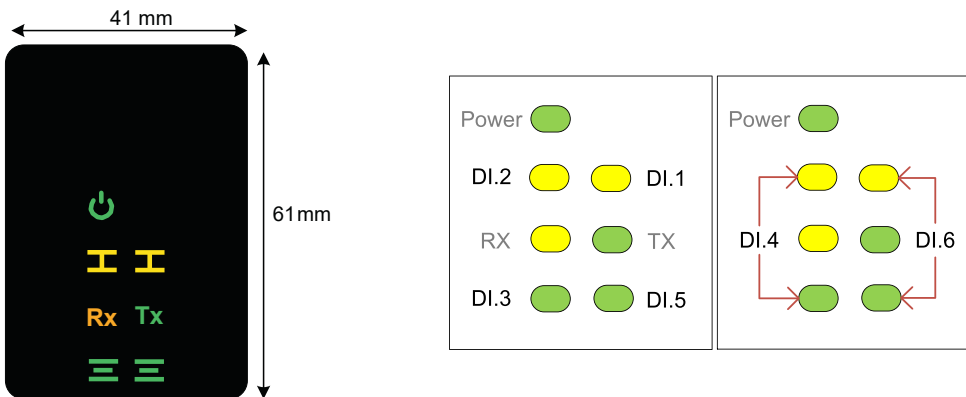 41 mm
61mm
Rx Tx
Power
DI.2 DI.1
RX TX
DI.3 DI.5
Power
DI.4 DI.6